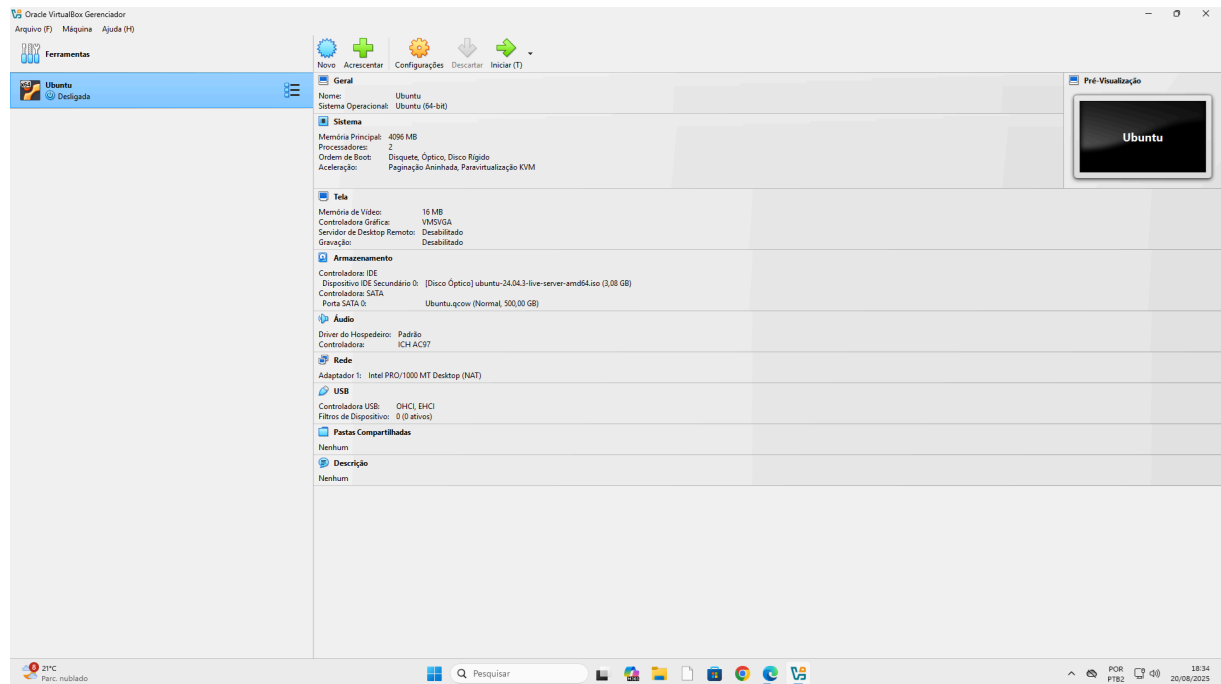 Oracle VirtualBox Gerenciador
Arquivo (F) Máquina Ajuda (H)
Ferramentas
Novo Acrescentar Configurações Descartar Iniciar (T)
Ubuntu
Desligada
Geral
Nome: Ubuntu
Sistema Operacional: Ubuntu (64-bit)
Pré-Visualização
Ubuntu
Sistema
Memória Principal: 4096 MB
Processadores: 2
Ordem de Boot: Disquete, Óptico, Disco Rígido
Aceleração: Paginação Aninhada, Paravirtualização KVM
Tela
Memória de Vídeo: 16 MB
Controladora Gráfica: VMSVGA
Servidor de Desktop Remoto: Desabilitado
Gravação: Desabilitado
Armazenamento
Controladora: IDE
Dispositivo IDE Secundário 0: [Disco Óptico] ubuntu-24.04.3-live-server-amd64.iso (3,08 GB)
Controladora: SATA
Porta SATA 0: Ubuntu.qcow (Normal, 500,00 GB)
Áudio
Driver do Hospedeiro: Padrão
Controladora: ICH AC97
Rede
Adaptador 1: Intel PRO/1000 MT Desktop (NAT)
USB
Controladora USB: OHCI, EHCI
Filtros de Dispositivo: 0 (0 ativos)
Pastas Compartilhadas
Nenhum
Descrição
Nenhum
8
21°C
Parc. nublado
Pesquisar
POR
PTB2
18:34
20/08/2025